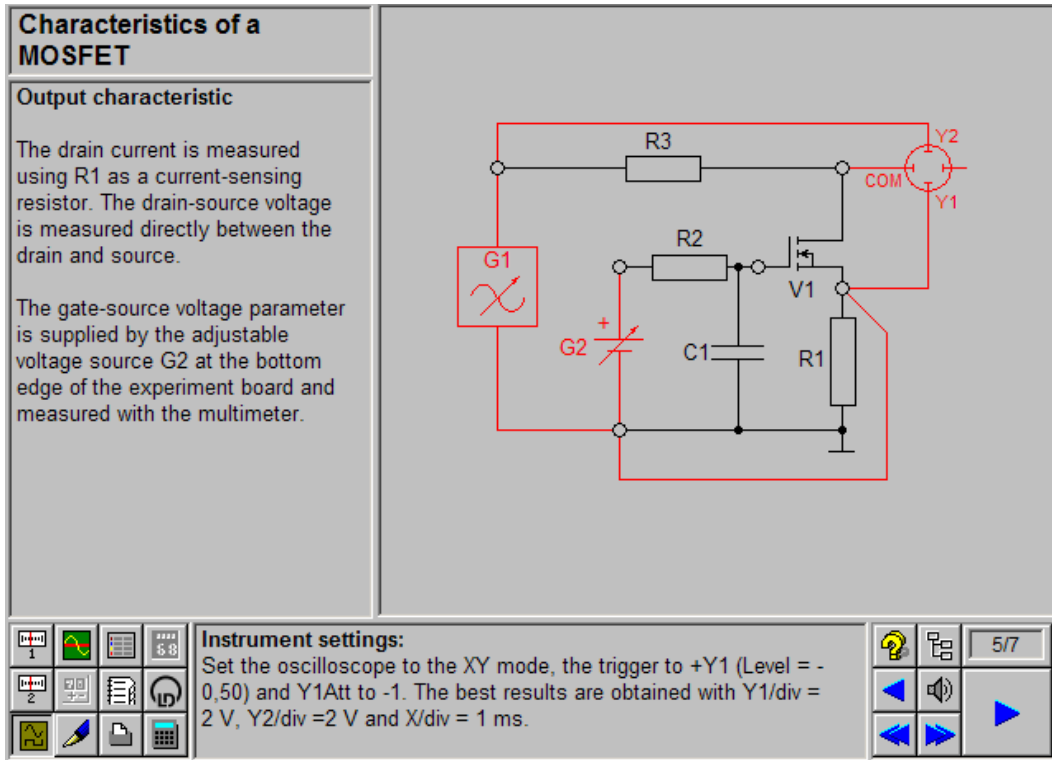 Characteristics of a
MOSFET
Output characteristic
The drain current is measured
using R1 as a current-sensing
resistor. The drain-source voltage
is measured directly between the
drain and source.
The gate-source voltage parameter
is supplied by the adjustable
voltage source G2 at the bottom
edge of the experiment board and
measured with the multimeter.
R3
Y2
COM
Y1
G1
R2
V1
+
G2
C1
R1
1
2
Instrument settings:
Set the oscilloscope to the XY mode, the trigger to +Y1 (Level = -
0,50) and Y1Att to -1. The best results are obtained with Y1/div =
2 V, Y2/div =2 V and X/div = 1 ms.
5/7